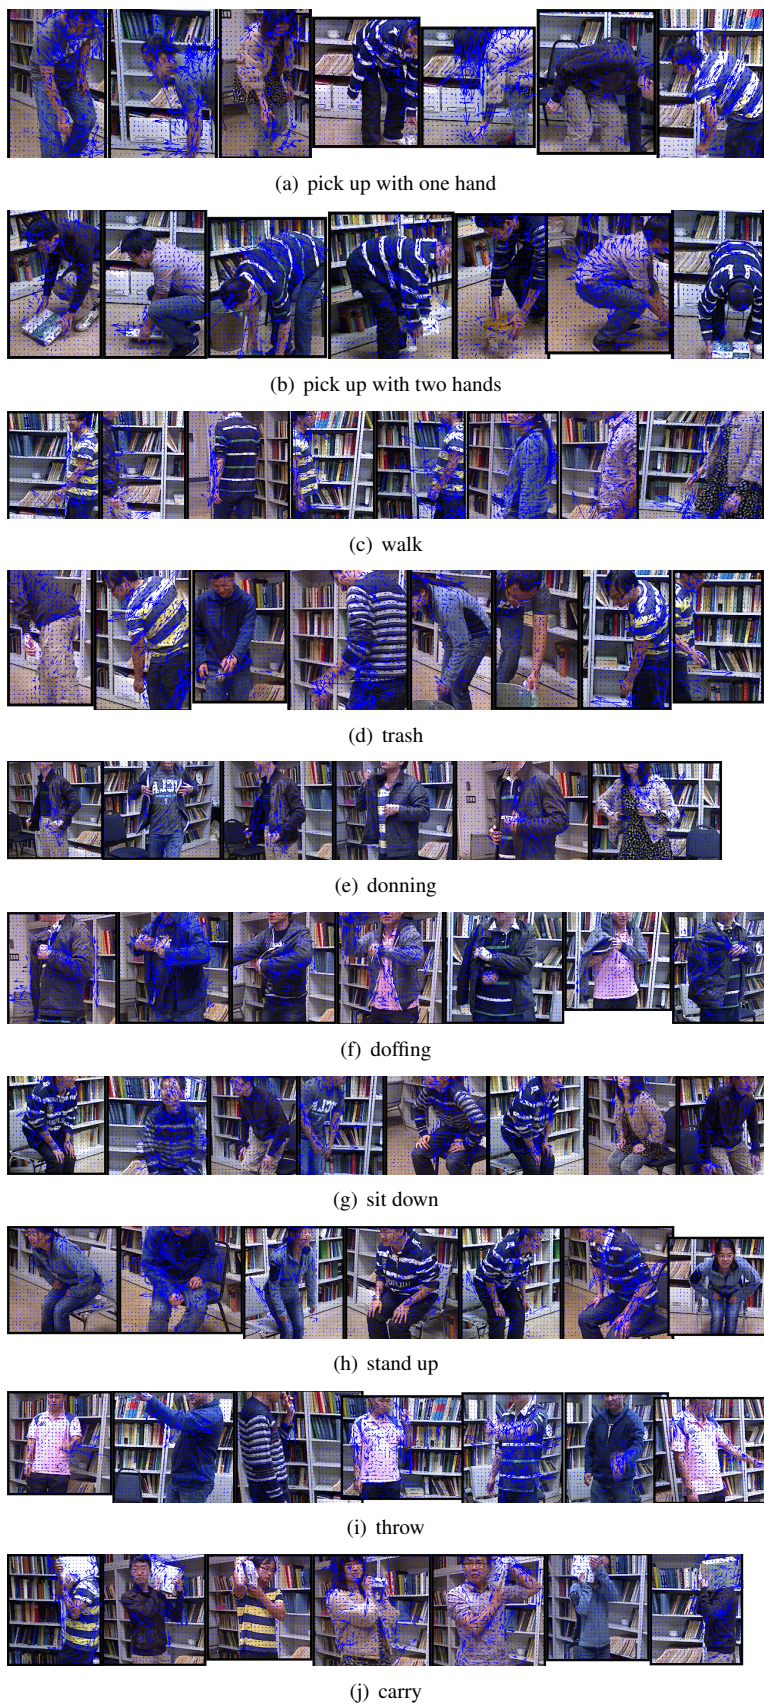 (a) pick up with one hand
(b) pick up with two hands
(c) walk
(d) trash
(e) donning
(f) doffing
(g) sit down
(h) stand up
(i) throw
(j) carry